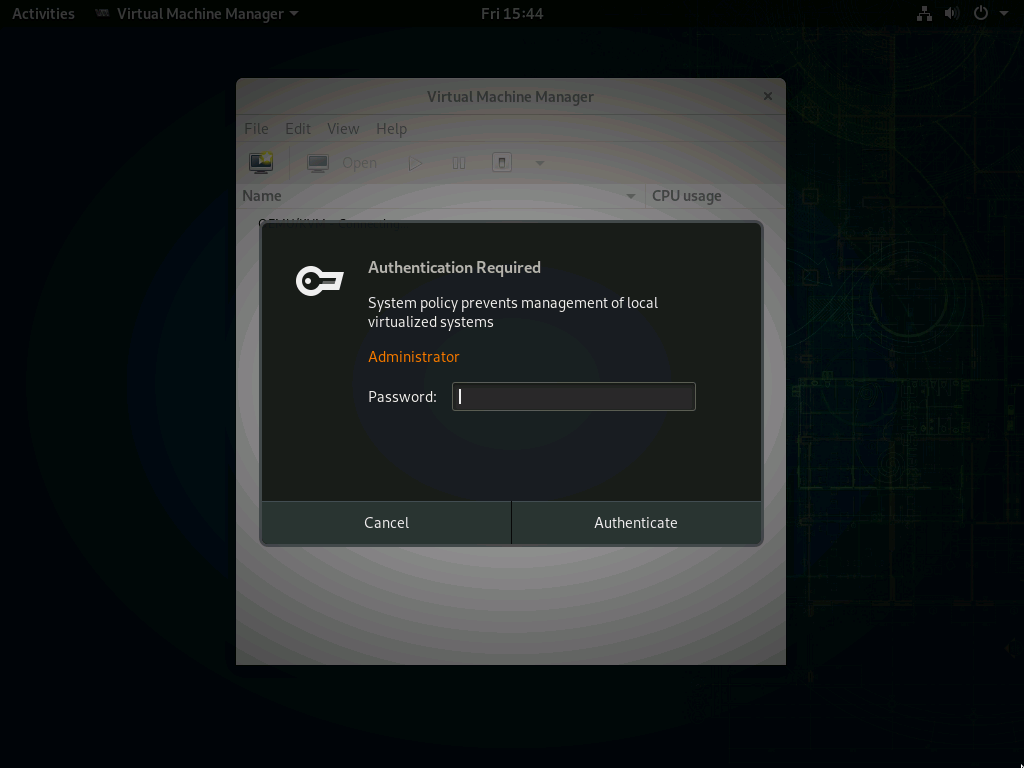 Activities Virtual Machine Manager Fri 15:44
Virtual Machine Manager
File Edit View Help
Open
Name CPU usage
Authentication Required
System policy prevents management of local
virtualized systems
Administrator
Password:
Cancel Authenticate